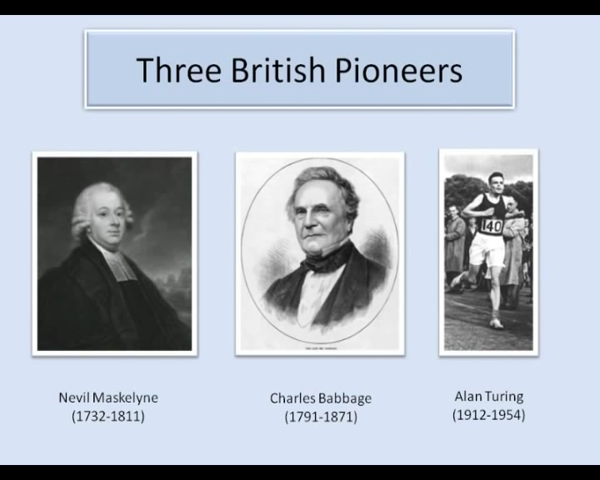 Three British Pioneers
140
Nevil Maskelyne
(1732-1811)
Charles Babbage
(1791-1871)
Alan Turing
(1912-1954)